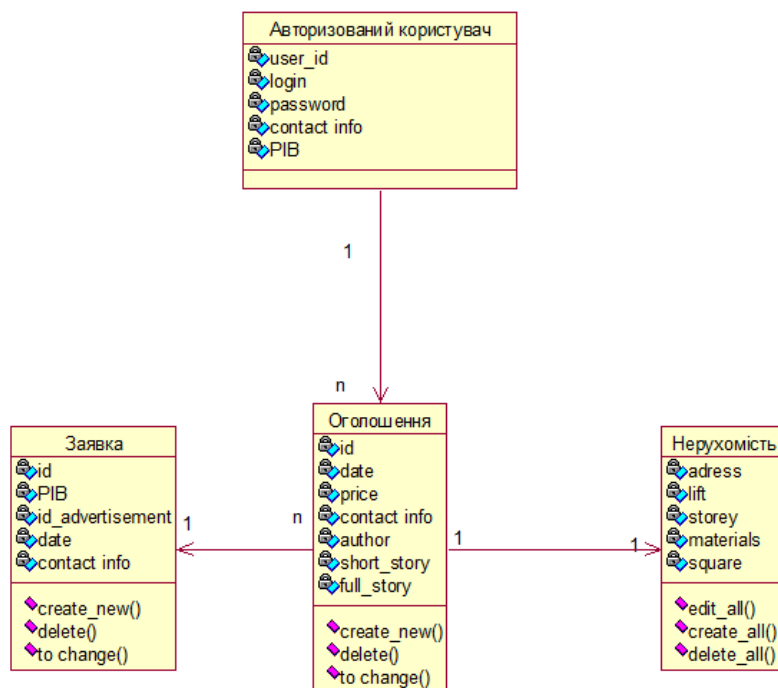 Авторизований користувач
user_id
login
password
contact info
PIB
1
n
Заявка
id
PIB
id_advertisement
date
contact info
create_new()
delete()
to change()
1
n
Оголошення
id
date
price
contact info
author
short_story
full_story
create_new()
delete()
to change()
1
1
Нерухомість
adress
lift
storey
materials
square
edit_all()
create_all()
delete_all()